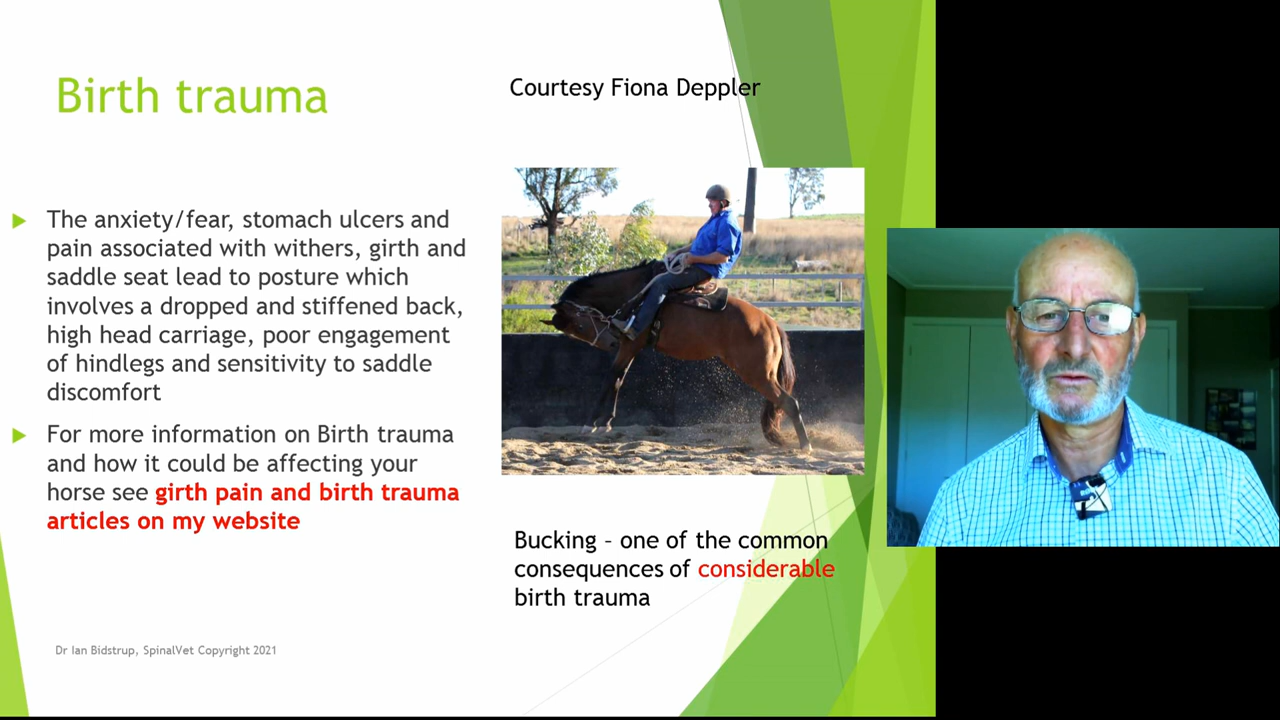 Birth trauma
Courtesy Fiona Deppler
The anxiety/fear, stomach ulcers and
pain associated with withers, girth and
saddle seat lead to posture which
involves a dropped and stiffened back,
high head carriage, poor engagement
of hindlegs and sensitivity to saddle
discomfort
For more information on Birth trauma
and how it could be affecting your
horse see girth pain and birth trauma
articles on my website
Bucking - one of the common
consequences of considerable
birth trauma
Dr Ian Bidstrup, SpinalVet Copyright 2021